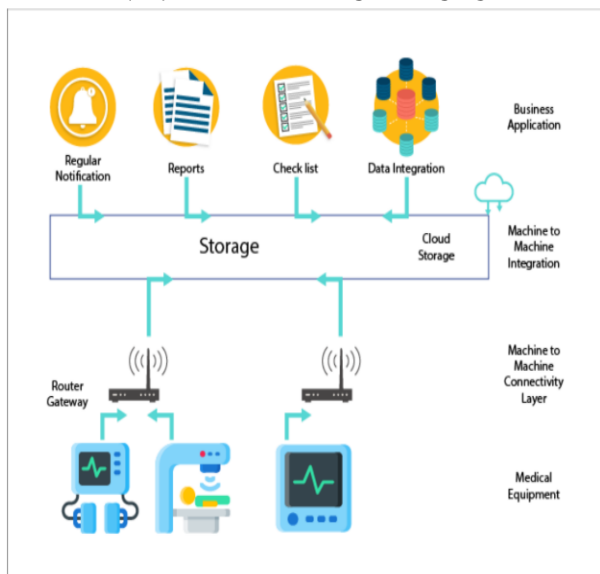 Business
Application
Regular
Notification
Reports
Check list
Data Integration
Storage
Cloud
Storage
Machine to
Machine
Integration
Machine to
Machine
Connectivity
Layer
Router
Gateway
Medical
Equipment